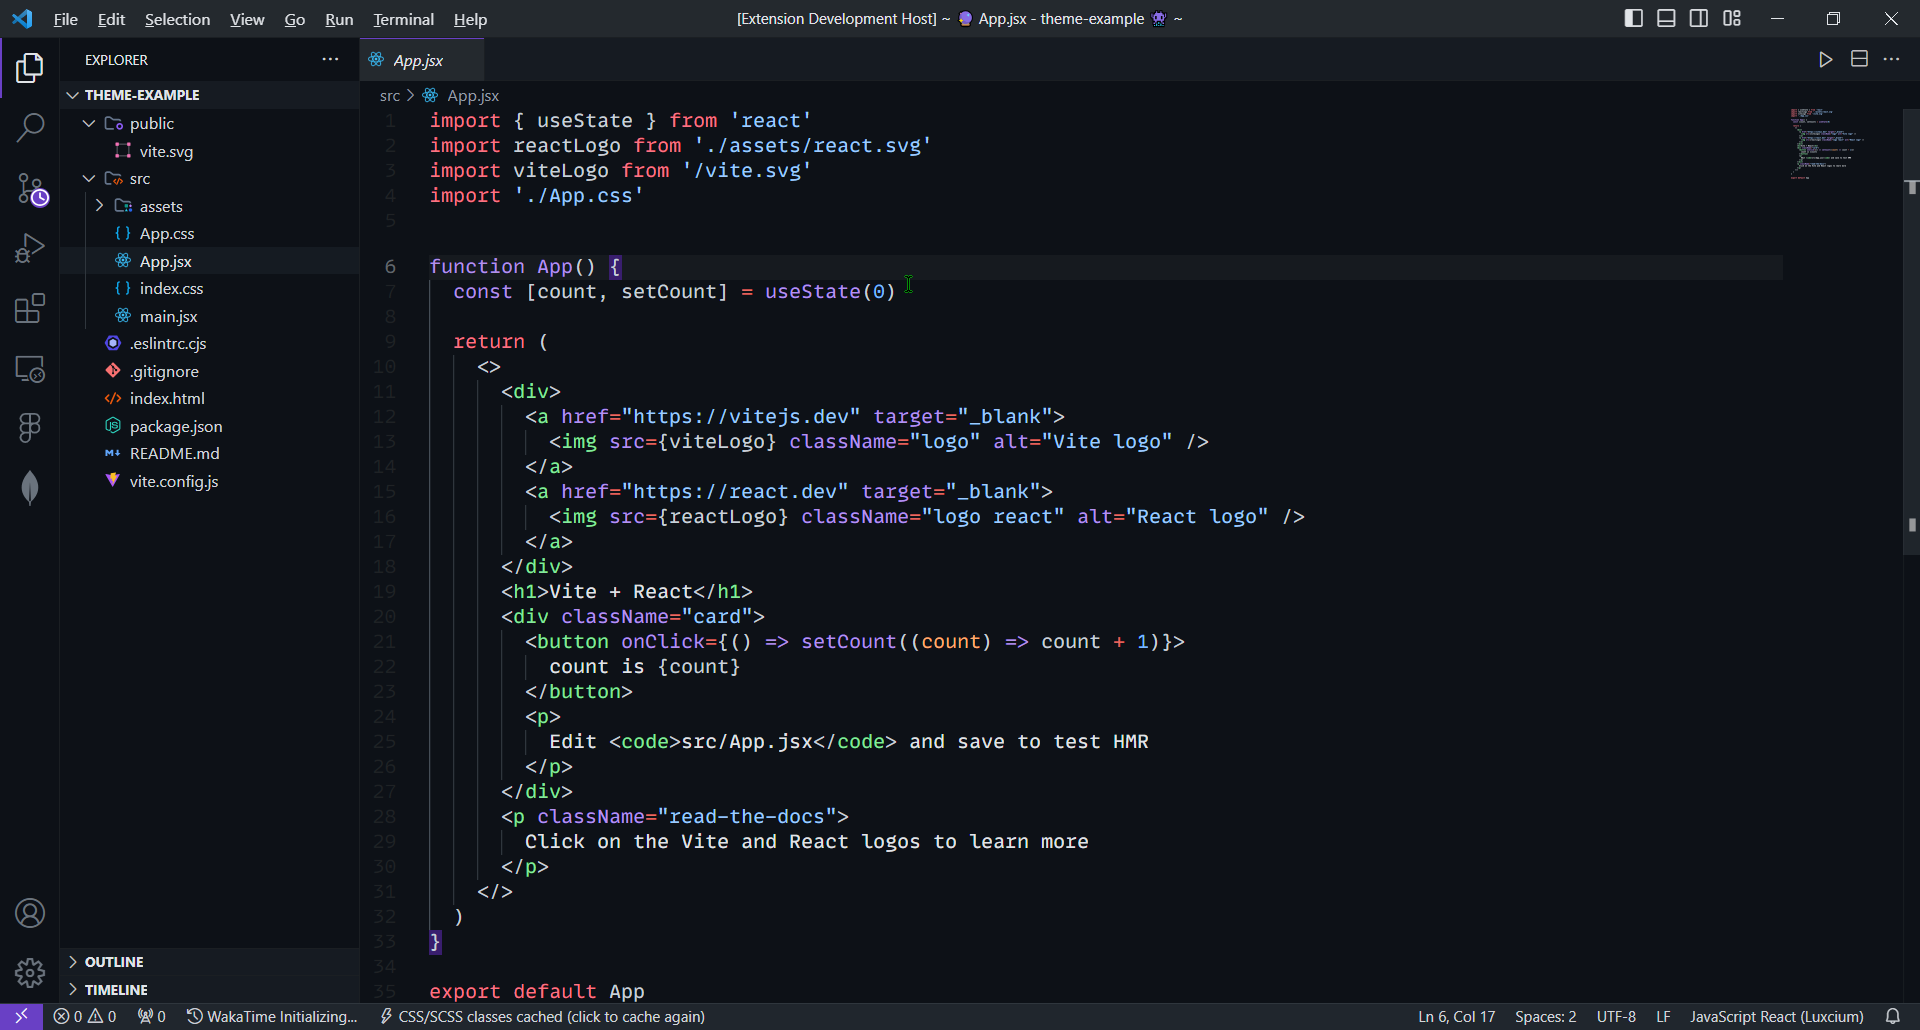 File Edit Selection View Go Run Terminal Help
[Extension Development Host] ~ 🔮 App.jsx - theme-example 👾 ~
EXPLORER
THEME-EXAMPLE
public
vite.svg
src
assets
App.css
App.jsx
index.css
main.jsx
.eslintrc.cjs
.gitignore
index.html
package.json
README.md
vite.config.js
OUTLINE
TIMELINE
App.jsx
src > App.jsx
1 import { useState } from 'react'
2 import reactLogo from './assets/react.svg'
3 import viteLogo from '/vite.svg'
4 import './App.css'
5
6 function App() {
7   const [count, setCount] = useState(0)
8
9   return (
10     <>
11       <div>
12         <a href="https://vitejs.dev" target="_blank">
13           <img src={viteLogo} className="logo" alt="Vite logo" />
14         </a>
15         <a href="https://react.dev" target="_blank">
16           <img src={reactLogo} className="logo react" alt="React logo" />
17         </a>
18       </div>
19       <h1>Vite + React</h1>
20       <div className="card">
21         <button onClick={() => setCount((count) => count + 1)}>
22           count is {count}
23         </button>
24         <p>
25           Edit <code>src/App.jsx</code> and save to test HMR
26         </p>
27       </div>
28       <p className="read-the-docs">
29         Click on the Vite and React logos to learn more
30       </p>
31     </>
32   )
33 }
34
35 export default App
0 0 0 WakaTime Initializing... CSS/SCSS classes cached (click to cache again)
Ln 6, Col 17 Spaces: 2 UTF-8 LF JavaScript React (Luxcium)